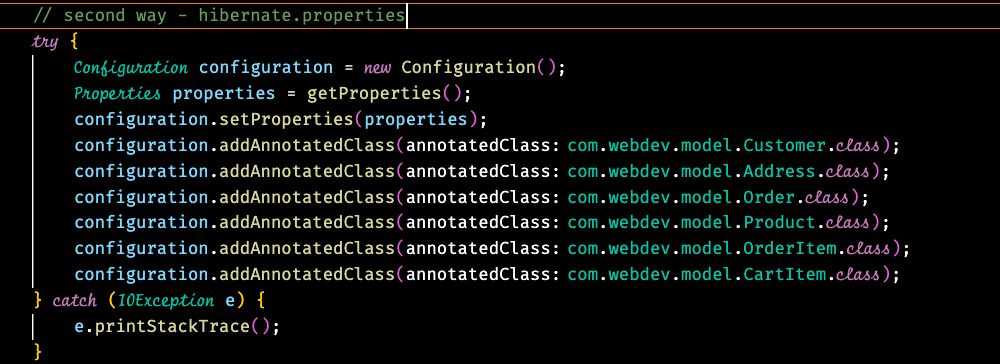 // second way - hibernate.properties
try {
Configuration configuration = new Configuration();
Properties properties = getProperties();
configuration.setProperties(properties);
configuration.addAnnotatedClass(annotatedClass: com.webdev.model.Customer.class);
configuration.addAnnotatedClass(annotatedClass: com.webdev.model.Address.class);
configuration.addAnnotatedClass(annotatedClass: com.webdev.model.Order.class);
configuration.addAnnotatedClass(annotatedClass: com.webdev.model.Product.class);
configuration.addAnnotatedClass(annotatedClass: com.webdev.model.OrderItem.class);
configuration.addAnnotatedClass(annotatedClass: com.webdev.model.CartItem.class);
} catch (IOException e) {
e.printStackTrace();
}